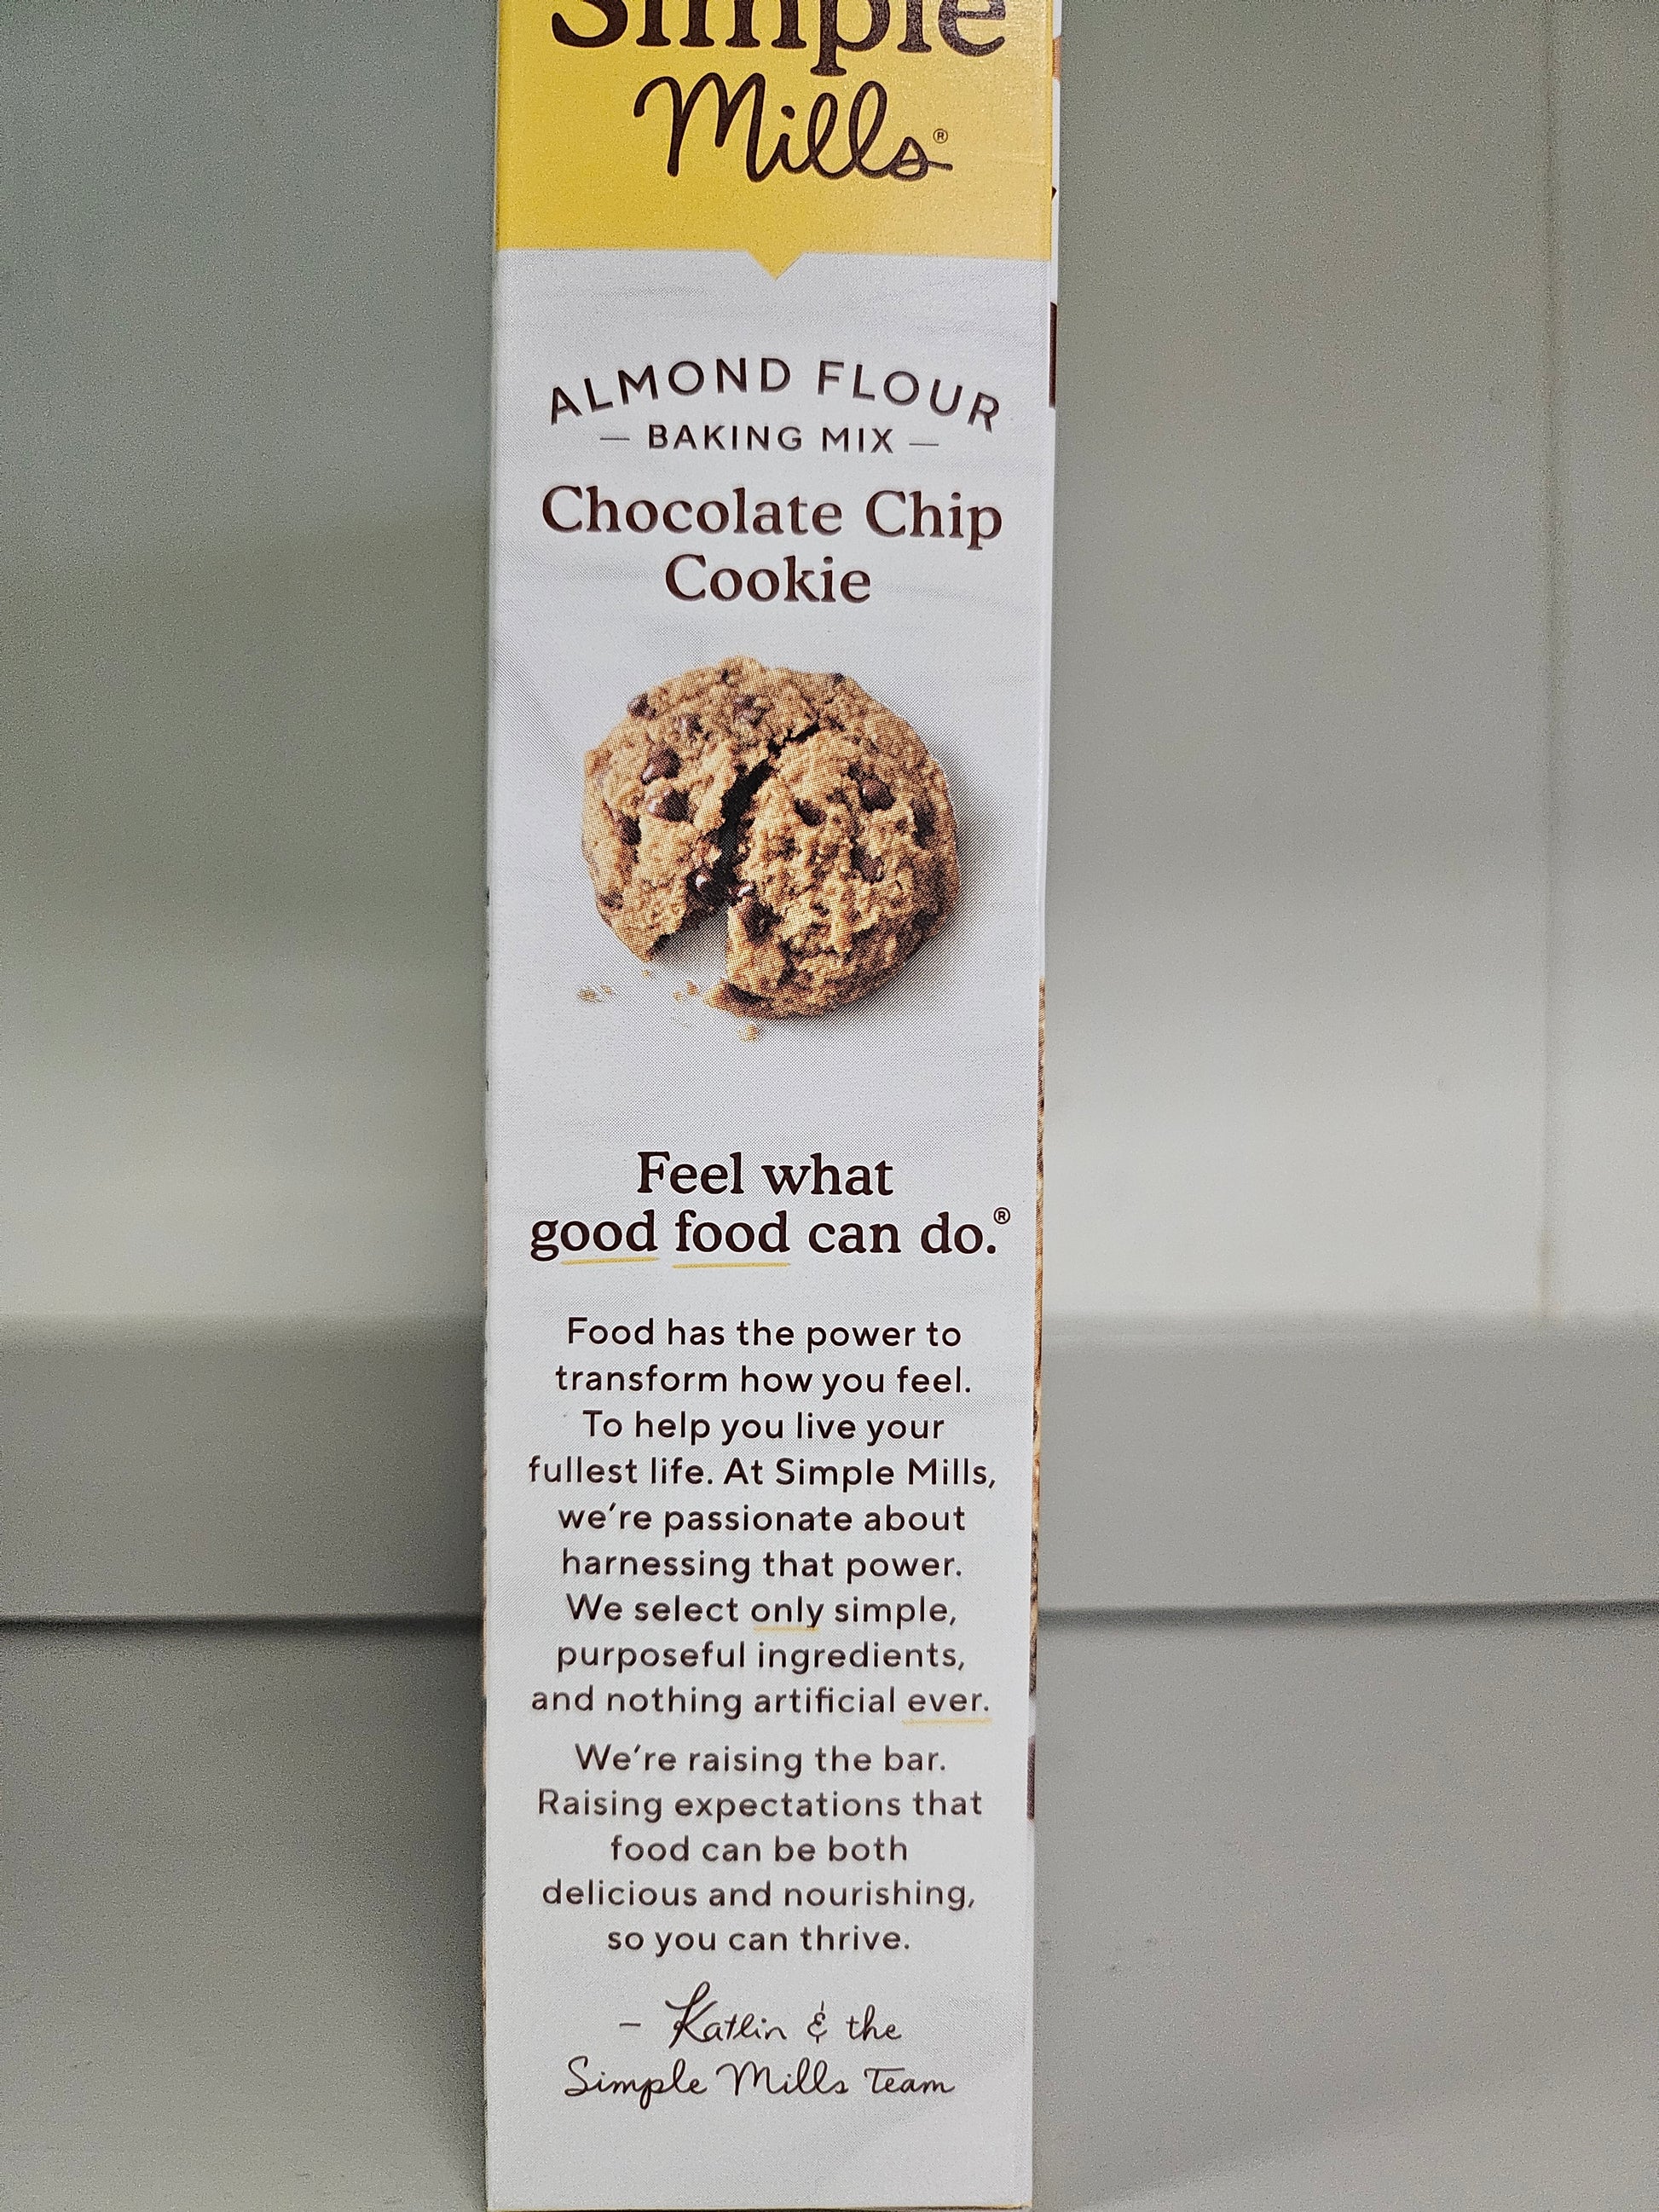 Simple
Mills®
ALMOND FLOUR
— BAKING MIX —
Chocolate Chip
Cookie
Feel what
good food can do.®
Food has the power to
transform how you feel.
To help you live your
fullest life. At Simple Mills,
we're passionate about
harnessing that power.
We select only simple,
purposeful ingredients,
and nothing artificial ever.
We're raising the bar.
Raising expectations that
food can be both
delicious and nourishing,
so you can thrive.
– Katlin & the
Simple Mills Team